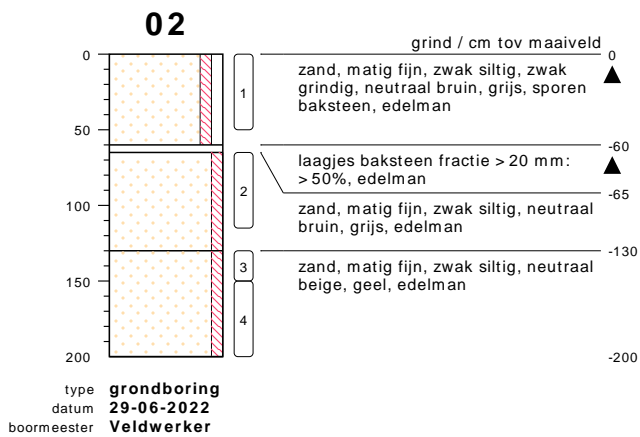 02
grind / cm tov maaiveld
0
50
100
150
200
1
2
3
4
0
zand, matig fijn, zwak siltig, zwak
grindig, neutraal bruin, grijs, sporen
baksteen, edelman
-60
laagjes baksteen fractie > 20 mm:
> 50%, edelman
-65
zand, matig fijn, zwak siltig, neutraal
bruin, grijs, edelman
-130
zand, matig fijn, zwak siltig, neutraal
beige, geel, edelman
-200
type grondboring
datum 29-06-2022
boormeester Veldwerker